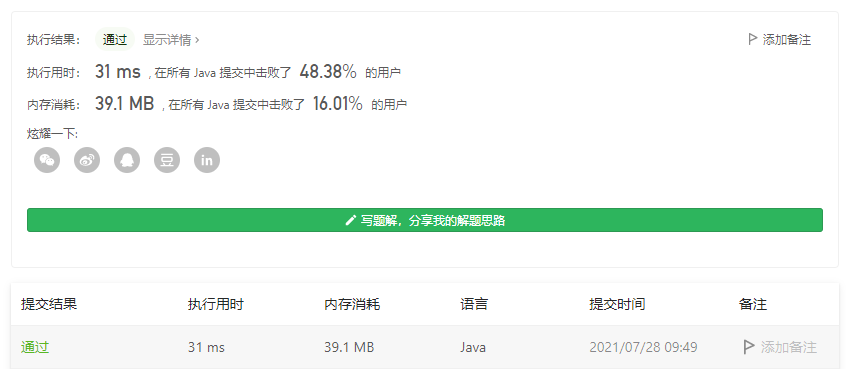 执行结果： 通过 显示详情 › 添加备注
执行用时： 31 ms , 在所有 Java 提交中击败了 48.38% 的用户
内存消耗： 39.1 MB , 在所有 Java 提交中击败了 16.01% 的用户
炫耀一下:
豆 in
写题解，分享我的解题思路
提交结果 执行用时 内存消耗 语言 提交时间 备注
通过 31 ms 39.1 MB Java 2021/07/28 09:49 添加备注